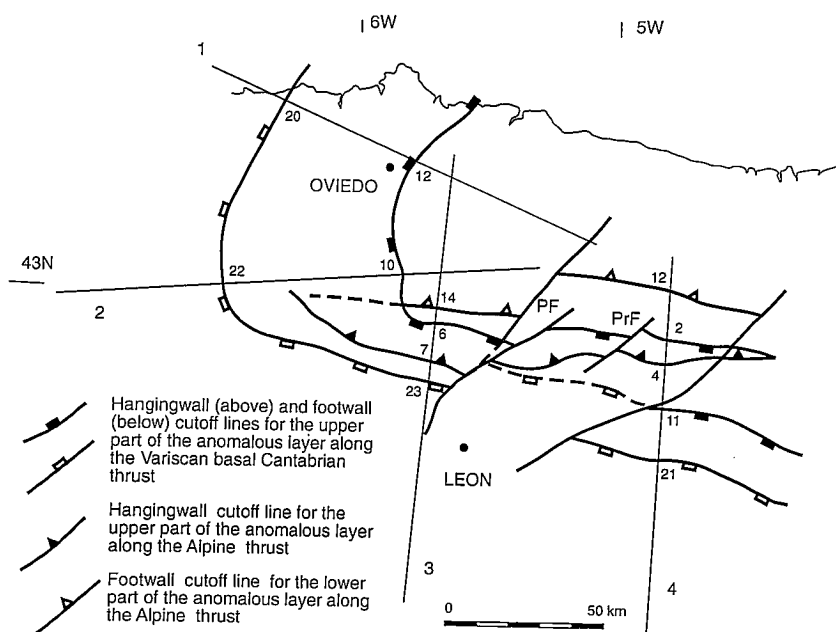 6W
5W
1
20
OVIEDO
12
43N
22
10
12
2
14
PF
PrF
2
6
7
4
23
11
Hangingwall (above) and footwall
(below) cutoff lines for the upper
part of the anomalous layer along
the Variscan basal Cantabrian
thrust
LEON
21
Hangingwall cutoff line for the
upper part of the anomalous layer
along the Alpine thrust
3
4
Footwall cutoff line for the lower
part of the anomalous layer along
the Alpine thrust
0
50 km